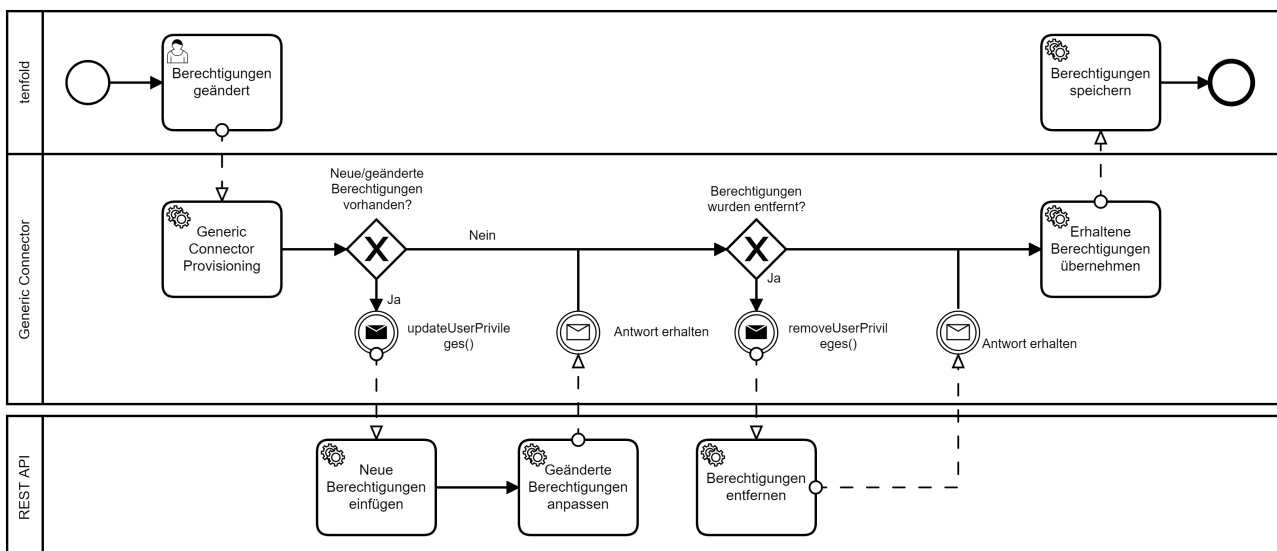 tenfold
Berechtigungen
geändert
Berechtigungen
speichern
Generic Connector
Generic
Connector
Provisioning
Neue/geänderte
Berechtigungen
vorhanden?
Nein
Ja
updateUserPrivile
ges()
Antwort erhalten
Berechtigungen
wurden entfernt?
Ja
removeUserPrivil
eges()
Antwort erhalten
Erhaltene
Berechtigungen
übernehmen
REST API
Neue
Berechtigungen
einfügen
Geänderte
Berechtigungen
anpassen
Berechtigungen
entfernen